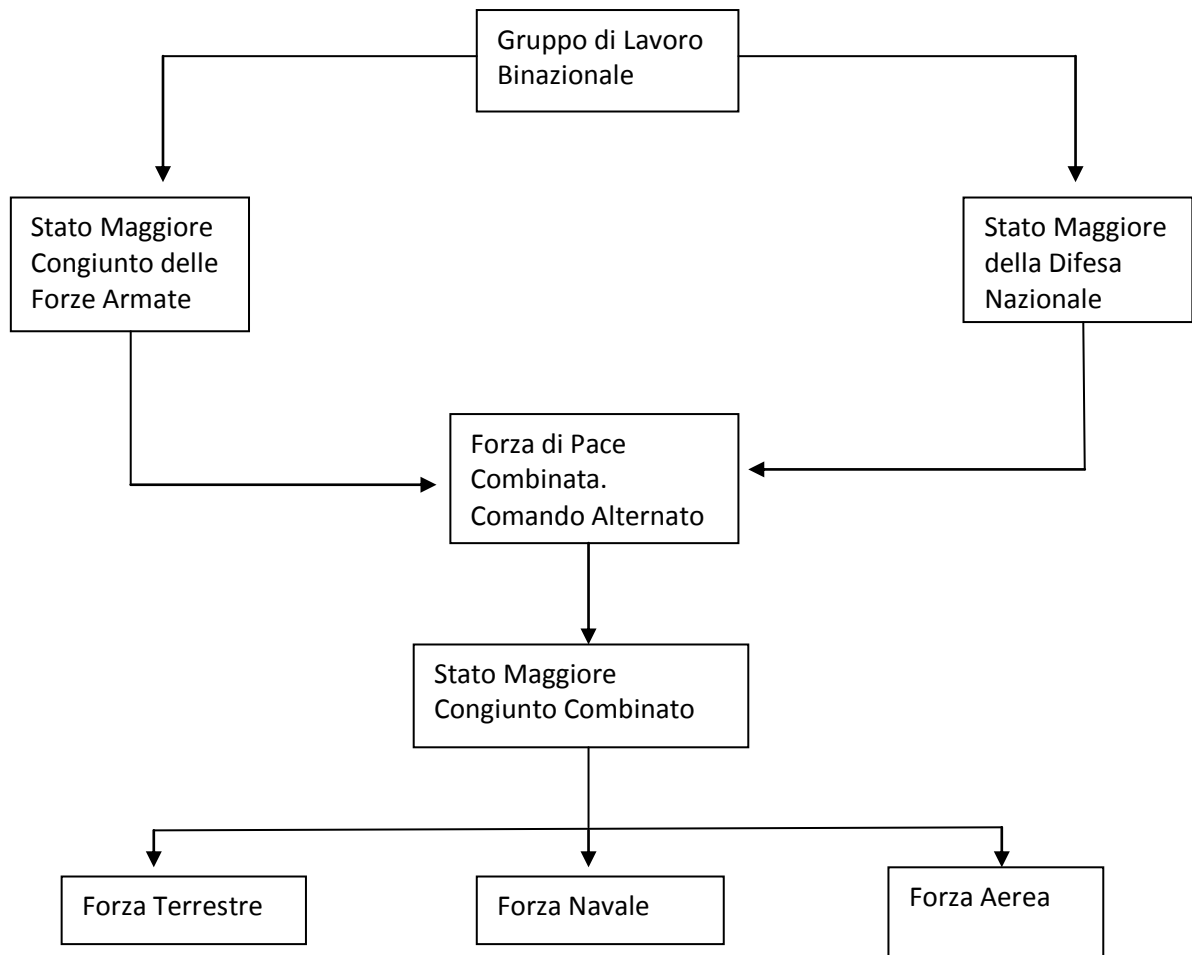 Gruppo di Lavoro
Binazionale
Stato Maggiore
Congiunto delle
Forze Armate
Stato Maggiore
della Difesa
Nazionale
Forza di Pace
Combinata.
Comando Alternato
Stato Maggiore
Congiunto Combinato
Forza Terrestre
Forza Navale
Forza Aerea